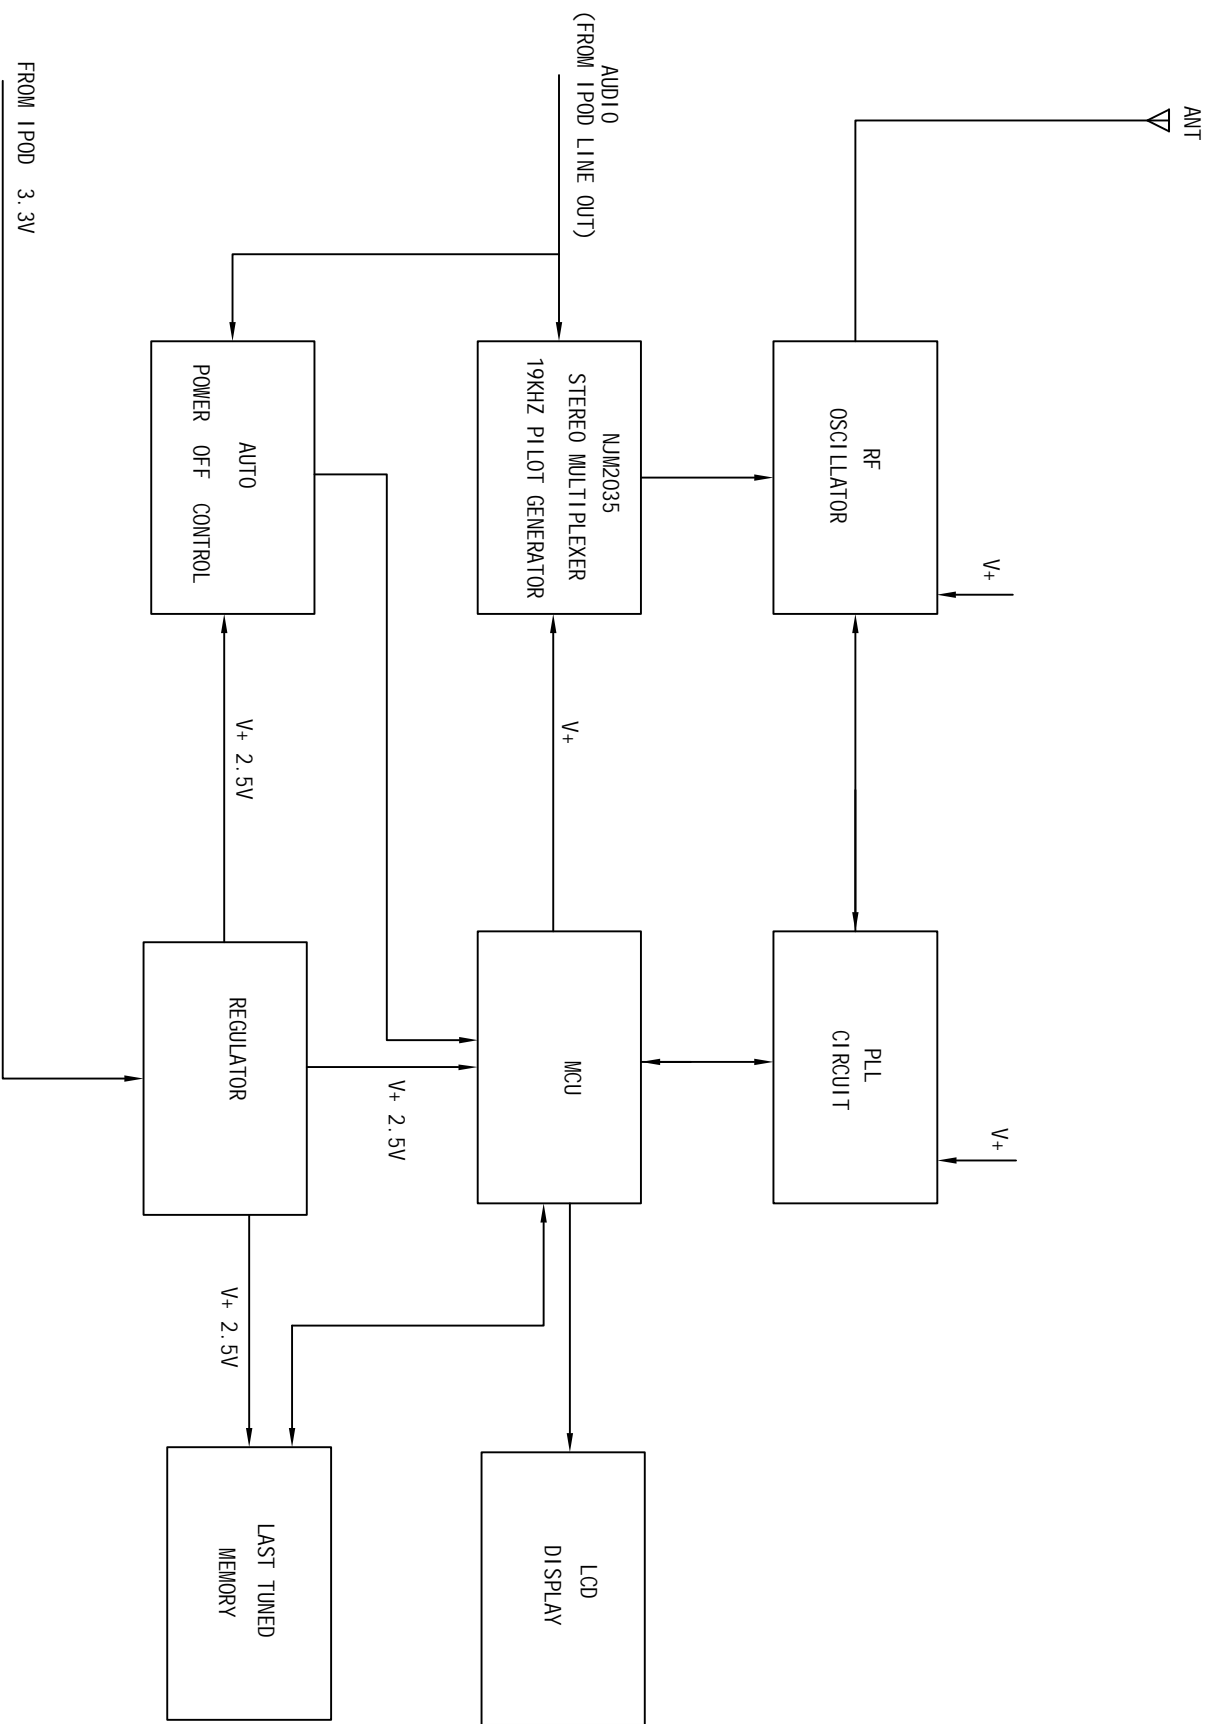 ANT
RF
OSCILLATOR
V+
PLL
CIRCUIT
V+
AUDIO
(FROM IPOD LINE OUT)
NJM2035
STEREO MULTIPLEXER
19KHZ PILOT GENERATOR
V+
MCU
LCD
DISPLAY
AUTO
POWER OFF CONTROL
V+ 2.5V
REGULATOR
V+ 2.5V
V+ 2.5V
LAST TUNED
MEMORY
FROM IPOD 3.3V